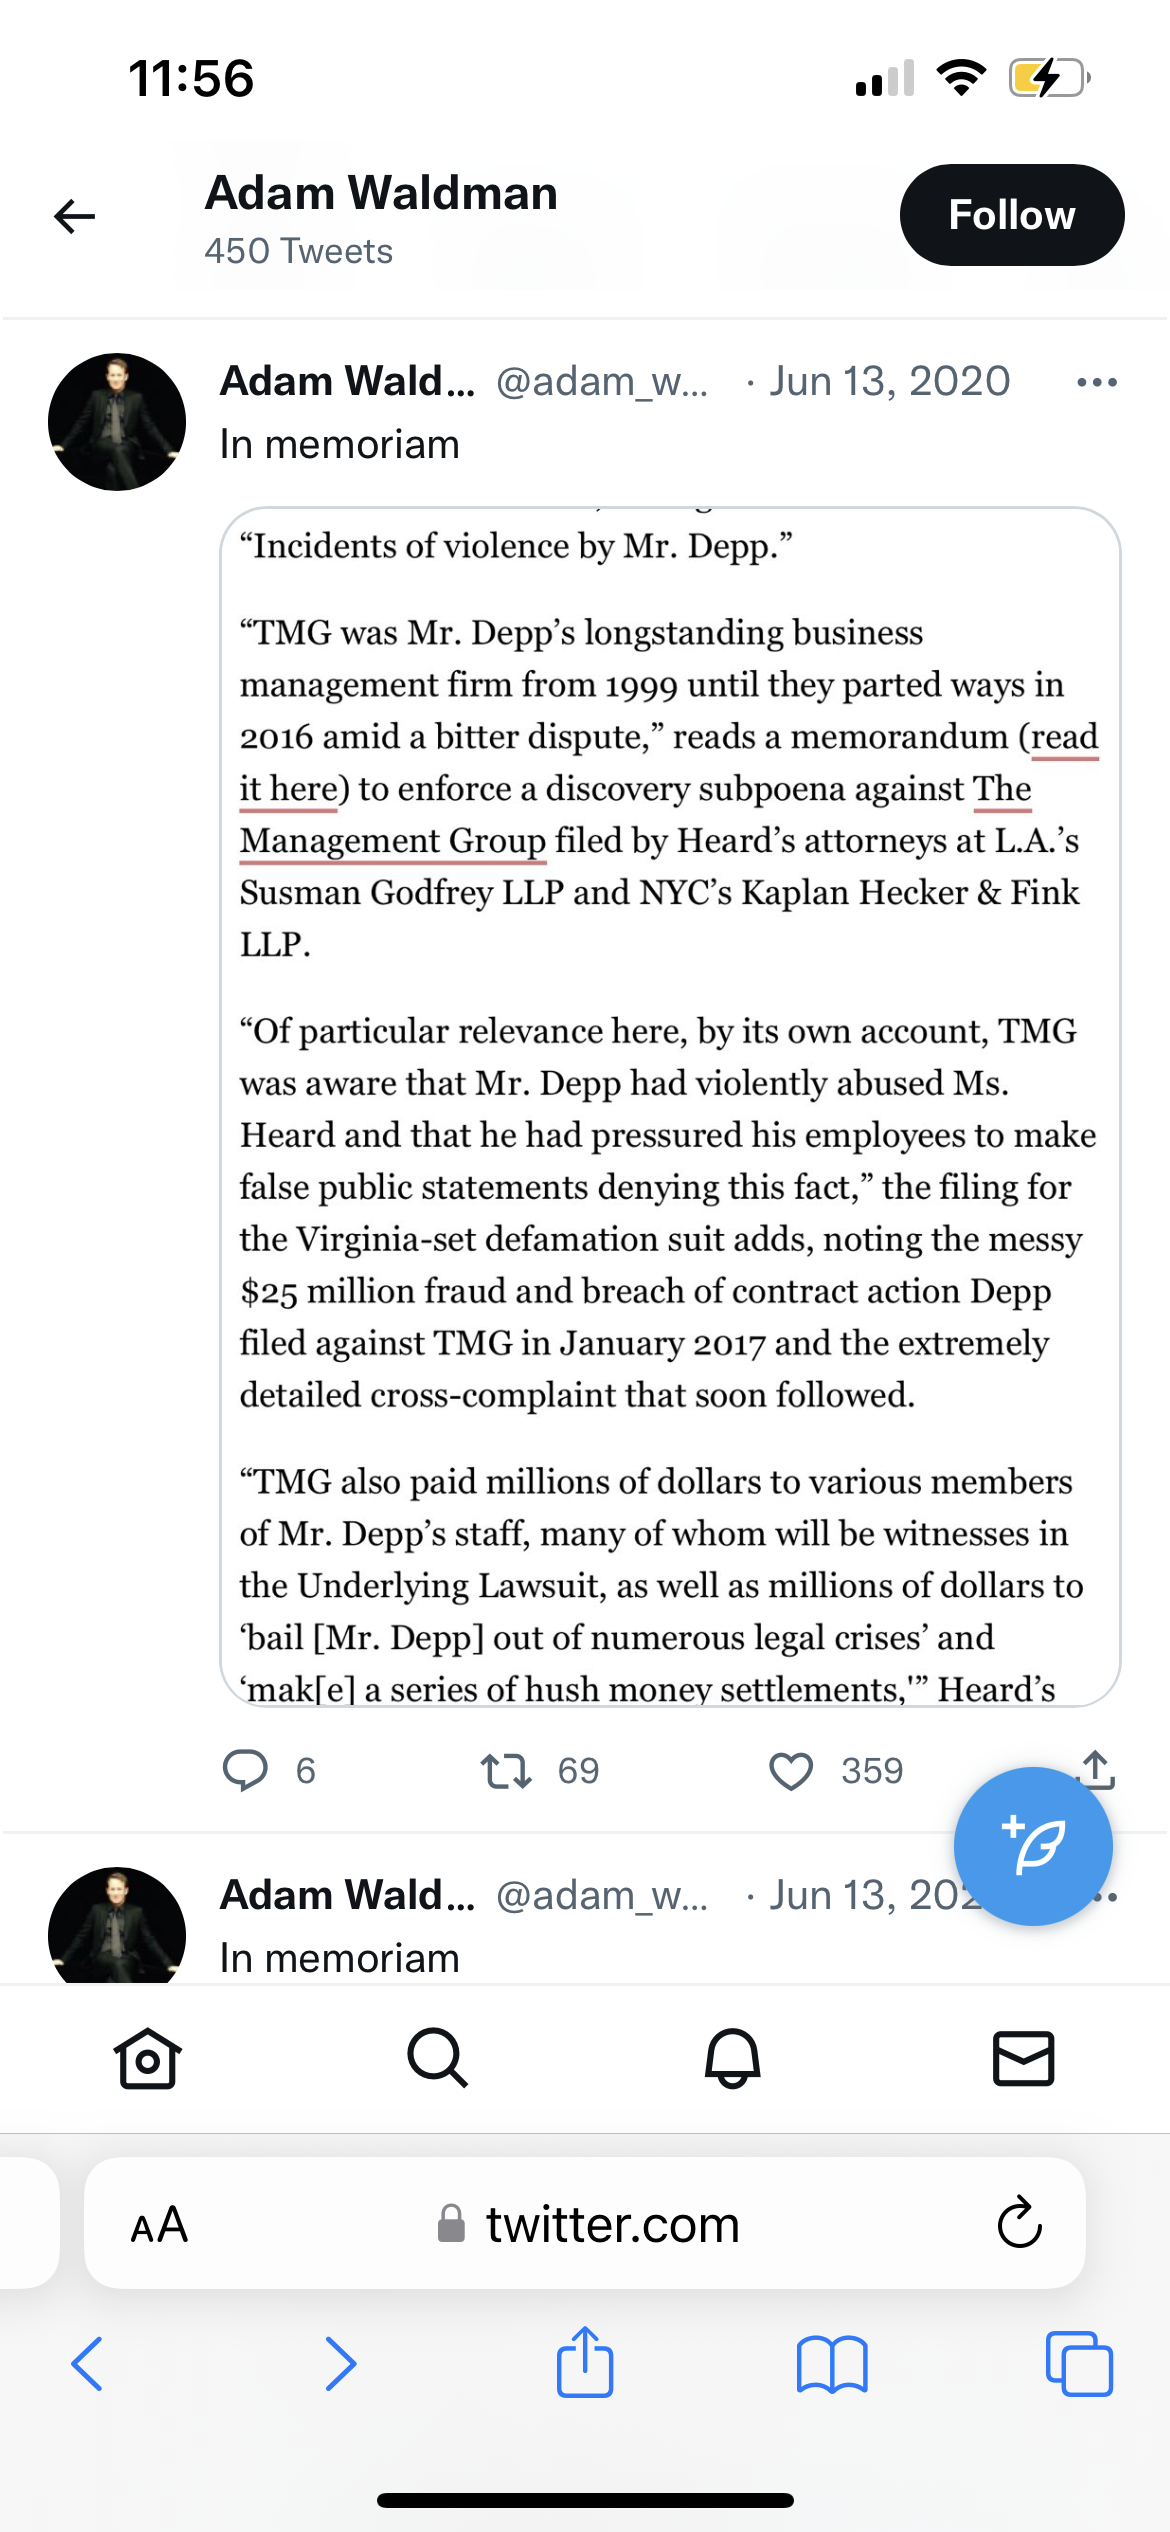 11:56
Adam Waldman
450 Tweets
Follow
Adam Wald... @adam_w... · Jun 13, 2020
In memoriam
“Incidents of violence by Mr. Depp.”
“TMG was Mr. Depp’s longstanding business
management firm from 1999 until they parted ways in
2016 amid a bitter dispute,” reads a memorandum (read
it here) to enforce a discovery subpoena against The
Management Group filed by Heard’s attorneys at L.A.’s
Susman Godfrey LLP and NYC’s Kaplan Hecker & Fink
LLP.
“Of particular relevance here, by its own account, TMG
was aware that Mr. Depp had violently abused Ms.
Heard and that he had pressured his employees to make
false public statements denying this fact,” the filing for
the Virginia-set defamation suit adds, noting the messy
$25 million fraud and breach of contract action Depp
filed against TMG in January 2017 and the extremely
detailed cross-complaint that soon followed.
“TMG also paid millions of dollars to various members
of Mr. Depp’s staff, many of whom will be witnesses in
the Underlying Lawsuit, as well as millions of dollars to
‘bail [Mr. Depp] out of numerous legal crises’ and
‘mak[e] a series of hush money settlements,'” Heard’s
6 69 359
Adam Wald... @adam_w... · Jun 13, 202
In memoriam
AA twitter.com